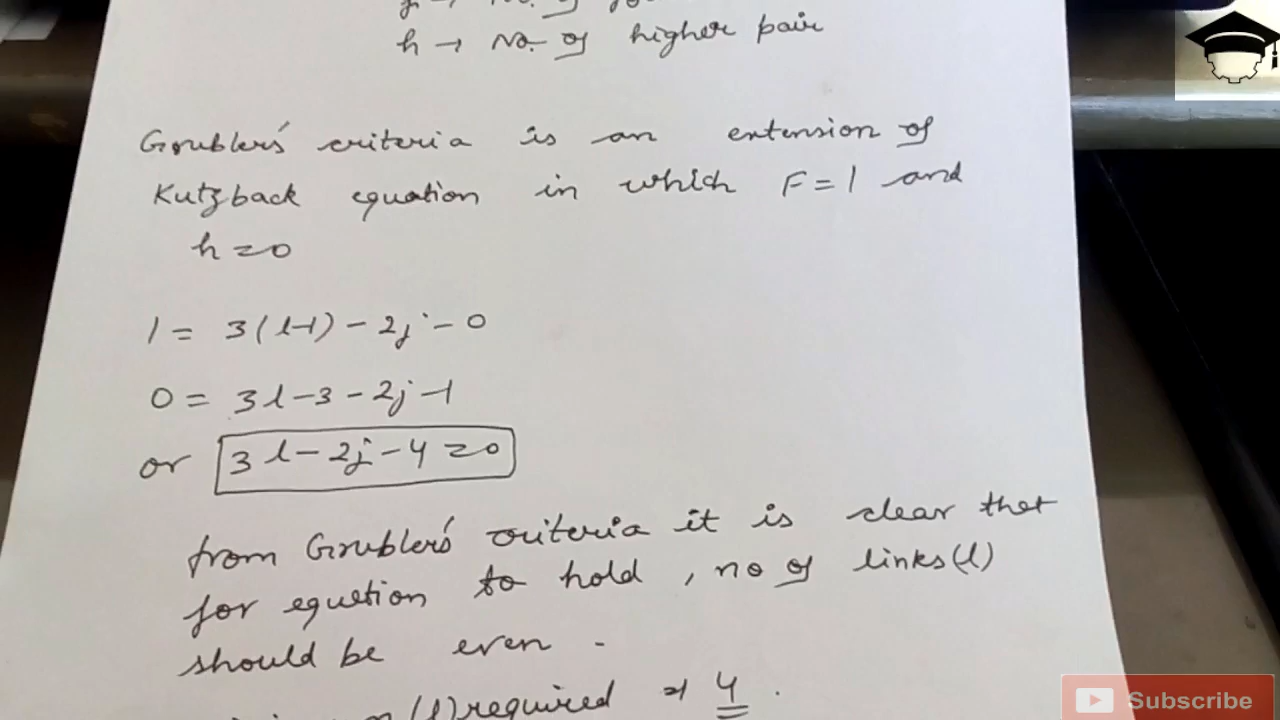 h → No. of higher pair
Grubler's criteria is an extension of
Kutzback equation in which F = 1 and
h = 0
1 = 3(l-1) - 2j - 0
0 = 3l - 3 - 2j - 1
or 3l - 2j - 4 = 0
from Grubler's criteria it is clear that
for equetion to hold, no of links (l)
should be even.
(l) required → 4.
Subscribe